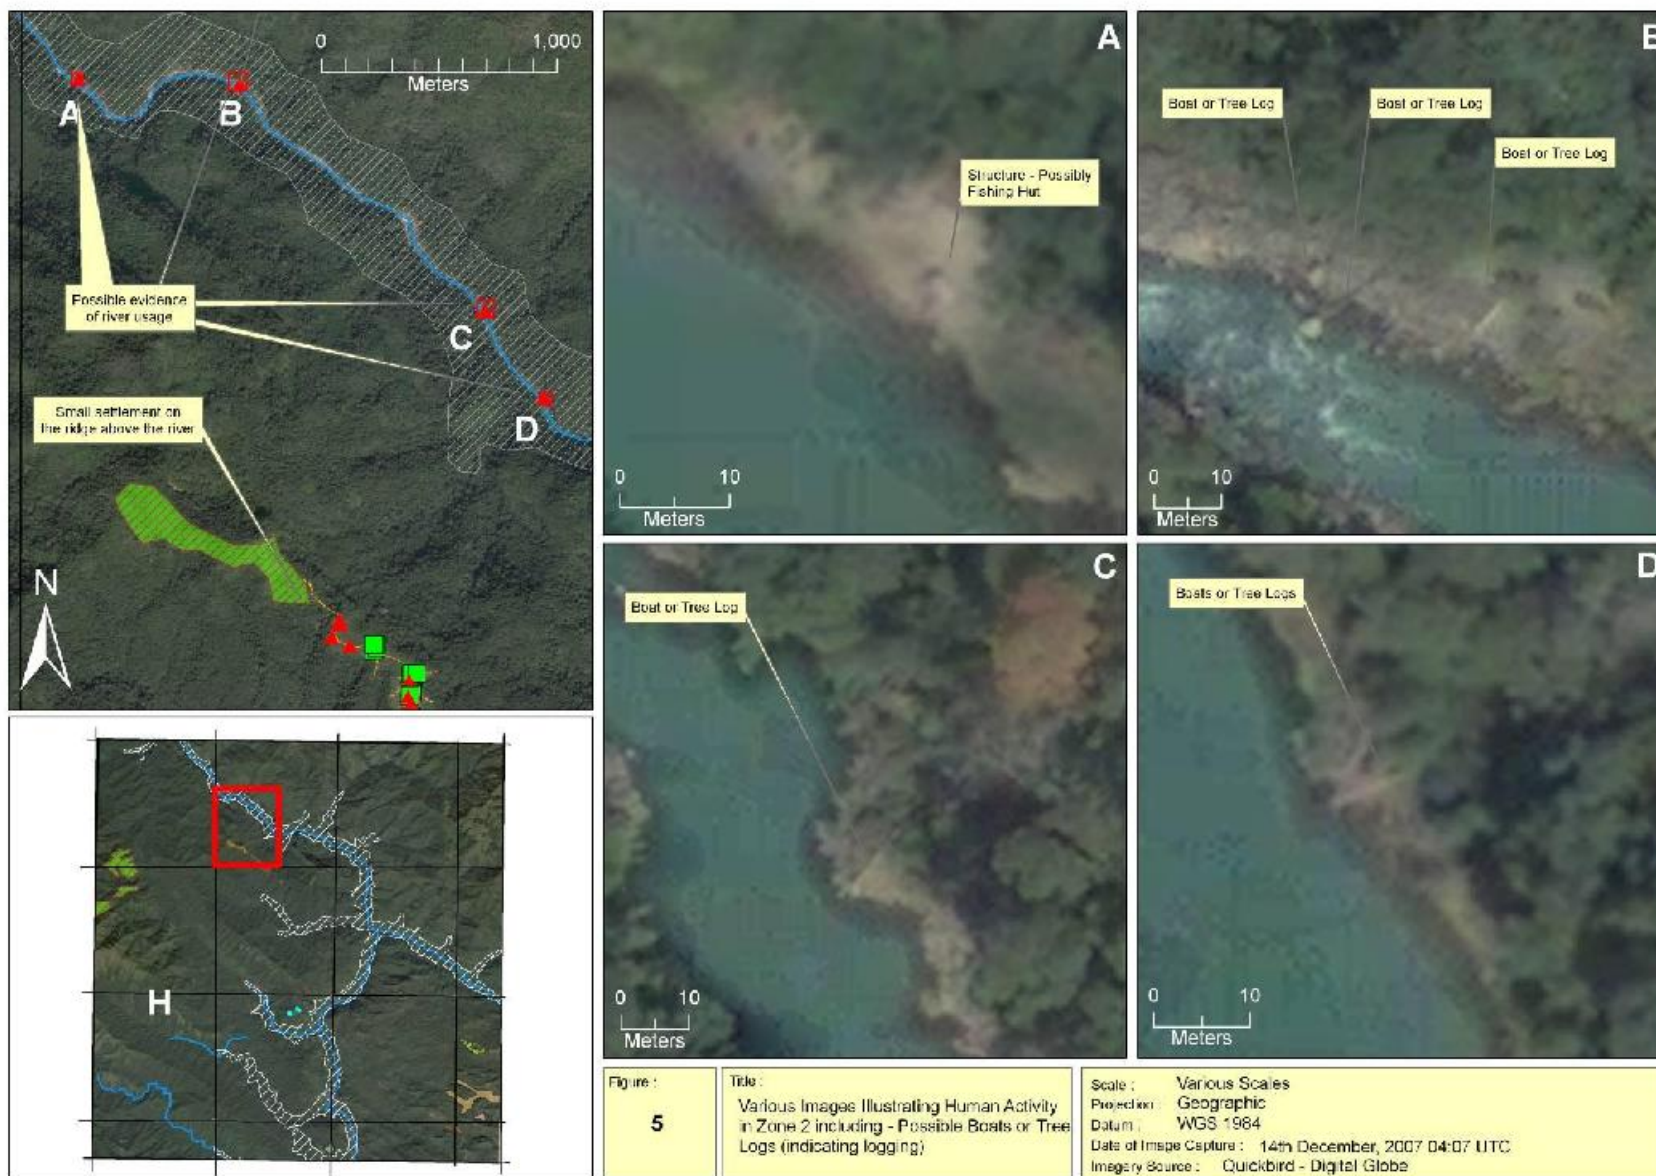 0 1,000
Meters
A
B
C
D
Possible evidence
of river usage
Small settlement on
the ridge above the river
N
H
A
Structure - Possibly
Fishing Hut
0 10
Meters
B
Boat or Tree Log
Boat or Tree Log
Boat or Tree Log
0 10
Meters
C
Boat or Tree Log
0 10
Meters
D
Boats or Tree Logs
0 10
Meters
Figure :
5
Title :
Various Images Illustrating Human Activity
in Zone 2 including - Possible Boats or Tree
Logs (indicating logging)
Scale : Various Scales
Projection : Geographic
Datum : WGS 1984
Date of Image Capture : 14th December, 2007 04:07 UTC
Imagery Source : Quickbird - Digital Globe